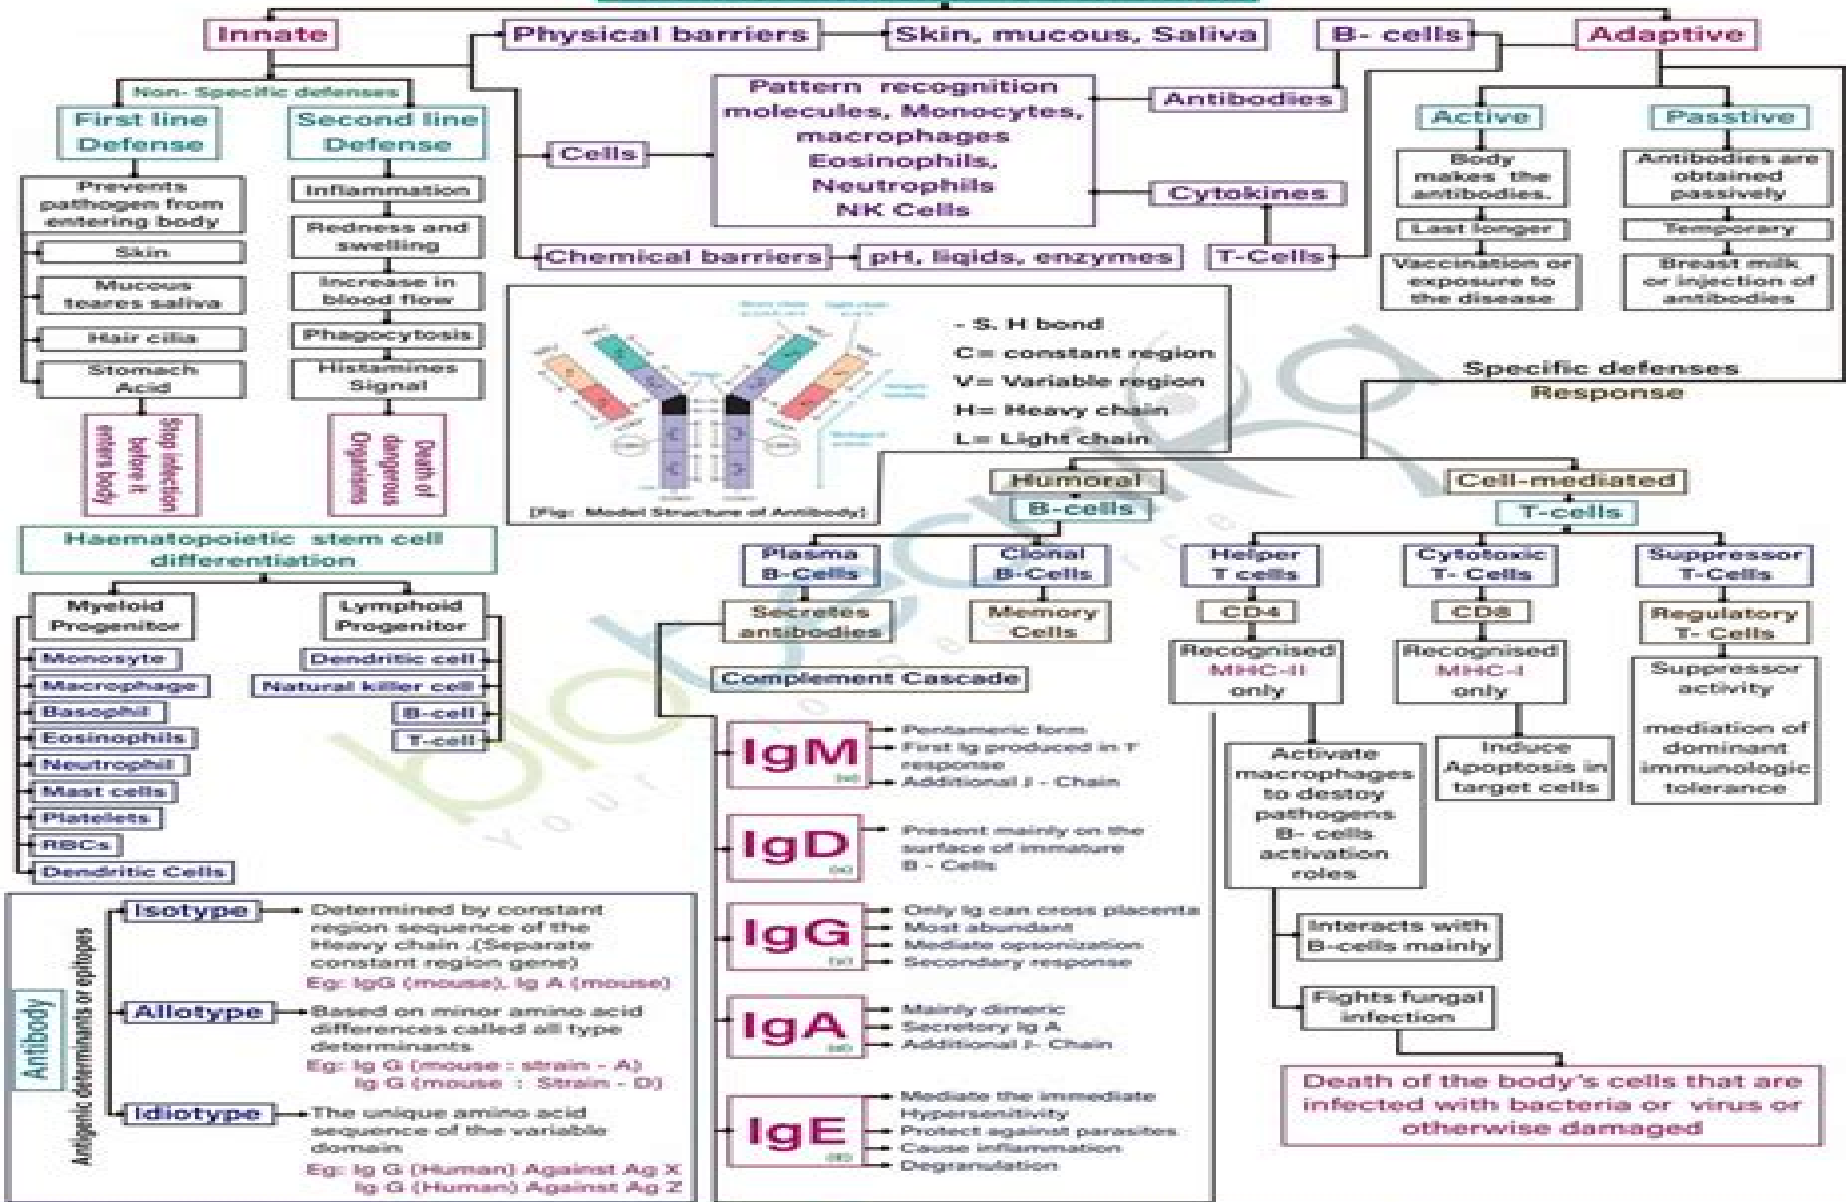 Innate
Physical barriers
Skin, mucous, Saliva
B- cells
Adaptive
Non- Specific defenses
First line
Defense
Second line
Defense
Cells
Pattern recognition
molecules, Monocytes,
macrophages
Eosinophils,
Neutrophils
NK Cells
Antibodies
Cytokines
Active
Passtive
Prevents
pathogen from
entering body
Skin
Mucous
teares saliva
Hair cilia
Stomach
Acid
Stop infection
before it
enters body
Inflammation
Redness and
swelling
Increase in
blood flow
Phagocytosis
Histamines
Signal
Death of
dangerous
Organisms
Chemical barriers
pH, liqids, enzymes
T-Cells
Body
makes the
antibodies.
Last longer
Vaccination or
exposure to
the disease
Antibodies are
obtained
passively
Temporary
Breast milk
or injection of
antibodies
- S. H bond
C= constant region
V= Variable region
H= Heavy chain
L= Light chain
[Fig: Model Structure of Antibody]
Specific defenses
Response
Humoral
B-cells
Cell-mediated
T-cells
Haematopoietic stem cell
differentiation
Myeloid
Progenitor
Monosyte
Macrophage
Basophil
Eosinophils
Neutrophil
Mast cells
Platelets
RBCs
Dendritic Cells
Lymphoid
Progenitor
Dendritic cell
Natural killer cell
B-cell
T-cell
Plasma
B-Cells
Secretes
antibodies
Clonal
B-Cells
Memory
Cells
Helper
T cells
CD4
Recognised
MHC-II
only
Cytotoxic
T- Cells
CD8
Recognised
MHC-I
only
Suppressor
T-Cells
Regulatory
T- Cells
Suppressor
activity
mediation of
dominant
immunologic
tolerance
Complement Cascade
IgM
Pentameric form
First Ig produced in T
response
Additional J - Chain
IgD
Present mainly on the
surface of immature
B - Cells
IgG
Only Ig can cross placenta
Most abundant
Mediate opsonization
Secondary response
IgA
Mainly dimeric
Secretory Ig A
Additional J- Chain
IgE
Mediate the immediate
Hypersenitivity
Protect against parasites
Cause inflammation
Degranulation
Activate
macrophages
to destoy
pathogens
B- cells
activation
roles
Induce
Apoptosis in
target cells
Interacts with
B-cells mainly
Fights fungal
infection
Death of the body's cells that are
infected with bacteria or virus or
otherwise damaged
Antibody
Antigenic determinants or epitopes
Isotype
Determined by constant
region sequence of the
Heavy chain .(Separate
constant region gene)
Eg: IgG (mouse), Ig A (mouse)
Allotype
Based on minor amino acid
differences called all type
determinants
Eg: Ig G (mouse : strain - A)
Ig G (mouse : Strain - D)
Idiotype
The unique amino acid
sequence of the variable
domain
Eg: Ig G (Human) Against Ag X
Ig G (Human) Against Ag Z